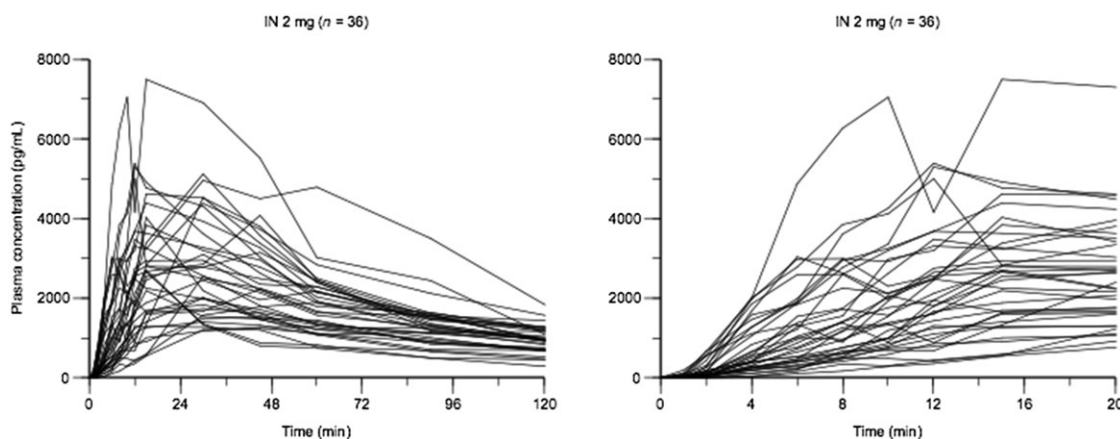 IN 2 mg (n = 36)
Plasma concentration (pg/mL)
8000
6000
4000
2000
0
0 24 48 72 96 120
Time (min)
IN 2 mg (n = 36)
8000
6000
4000
2000
0
0 4 8 12 16 20
Time (min)